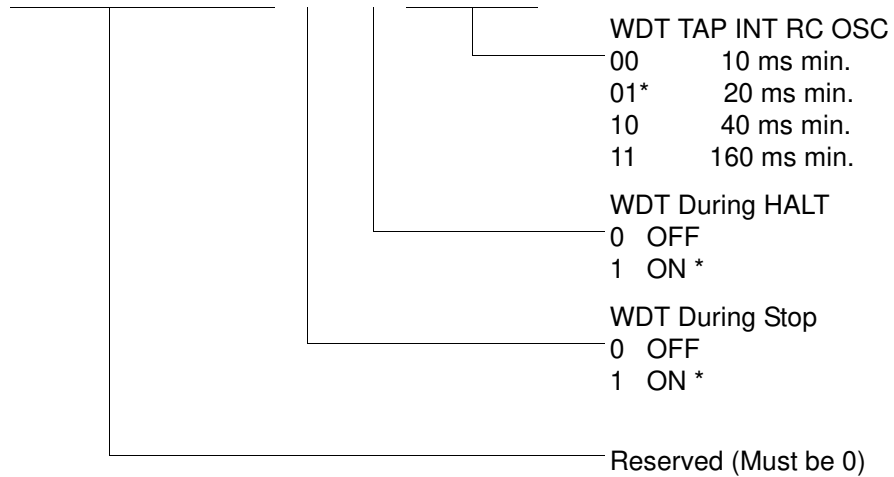 WDT TAP INT RC OSC
00 10 ms min.
01* 20 ms min.
10 40 ms min.
11 160 ms min.
WDT During HALT
0 OFF
1 ON *
WDT During Stop
0 OFF
1 ON *
Reserved (Must be 0)